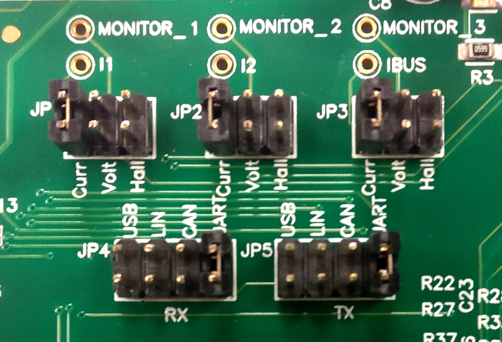 C8
MONITOR_1 MONITOR_2 MONITOR_3
I1 I2 IBUS
R3
JP JP2 JP3
Curr Volt Hall Curr Volt Hall Curr Volt Hall
13
USB LIN CAN UART USB LIN CAN UART
JP4 JP5
RX TX
R22
R27
C23
R37